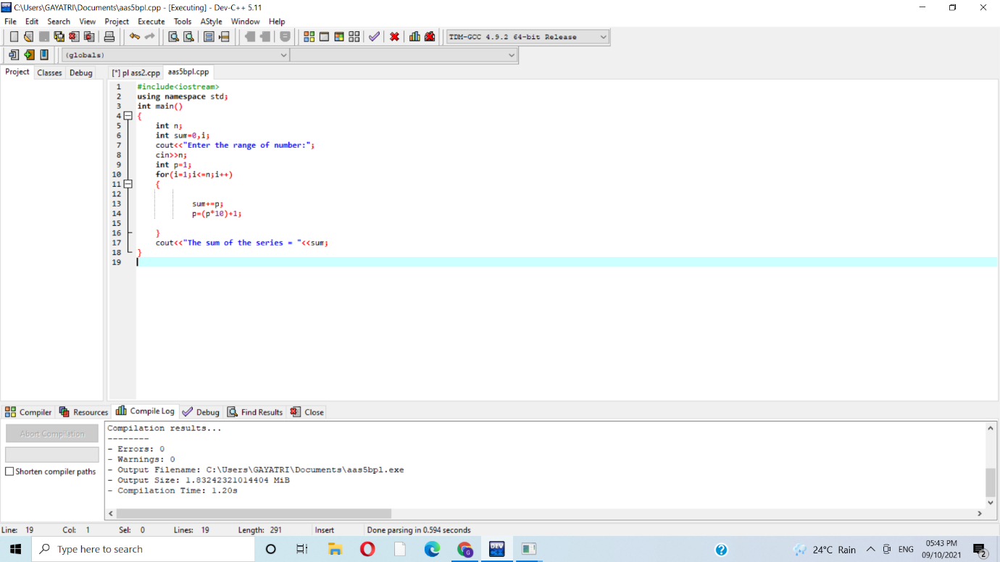 C:\Users\GAYATRI\Documents\aas5bpl.cpp - [Executing] - Dev-C++ 5.11
File Edit Search View Project Execute Tools AStyle Window Help
TDM-GCC 4.9.2 64-bit Release
(globals)
Project Classes Debug [*] pl ass2.cpp aas5bpl.cpp
1 #include<iostream>
2 using namespace std;
3 int main()
4 {
5 int n;
6 int sum=0,i;
7 cout<<"Enter the range of number:";
8 cin>>n;
9 int p=1;
10 for(i=1;i<=n;i++)
11 {
12
13 sum+=p;
14 p=(p*10)+1;
15
16 }
17 cout<<"The sum of the series = "<<sum;
18 }
19
Compiler Resources Compile Log Debug Find Results Close
Abort Compilation
Shorten compiler paths
Compilation results...
--------
- Errors: 0
- Warnings: 0
- Output Filename: C:\Users\GAYATRI\Documents\aas5bpl.exe
- Output Size: 1.83242321014404 MiB
- Compilation Time: 1.20s
Line: 19 Col: 1 Sel: 0 Lines: 19 Length: 291 Insert Done parsing in 0.594 seconds
Type here to search
DEV
G
24°C Rain
ENG
05:43 PM
09/10/2021
2